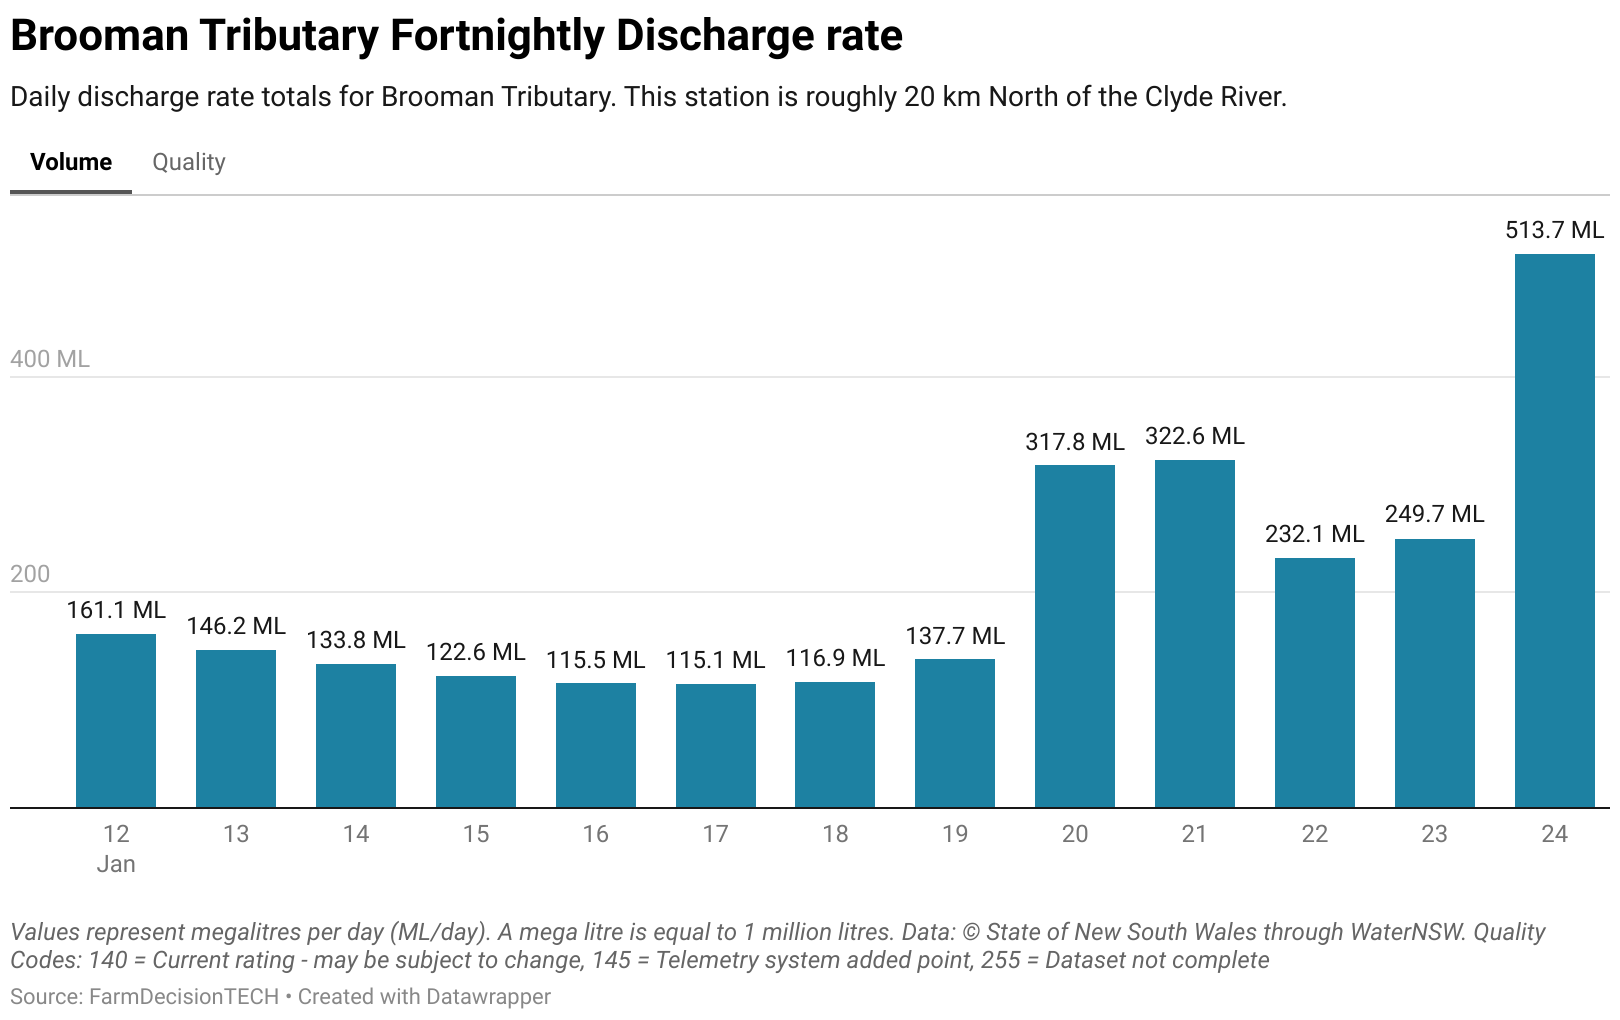 Brooman Tributary Fortnightly Discharge rate
Daily discharge rate totals for Brooman Tributary. This station is roughly 20 km North of the Clyde River.
Volume Quality
513.7 ML
400 ML
317.8 ML 322.6 ML
249.7 ML
232.1 ML
200
161.1 ML
146.2 ML
133.8 ML
137.7 ML
122.6 ML
115.5 ML 115.1 ML 116.9 ML
12 13 14 15 16 17 18 19 20 21 22 23 24
Jan
Values represent megalitres per day (ML/day). A mega litre is equal to 1 million litres. Data: © State of New South Wales through WaterNSW. Quality
Codes: 140 = Current rating - may be subject to change, 145 = Telemetry system added point, 255 = Dataset not complete
Source: FarmDecisionTECH • Created with Datawrapper